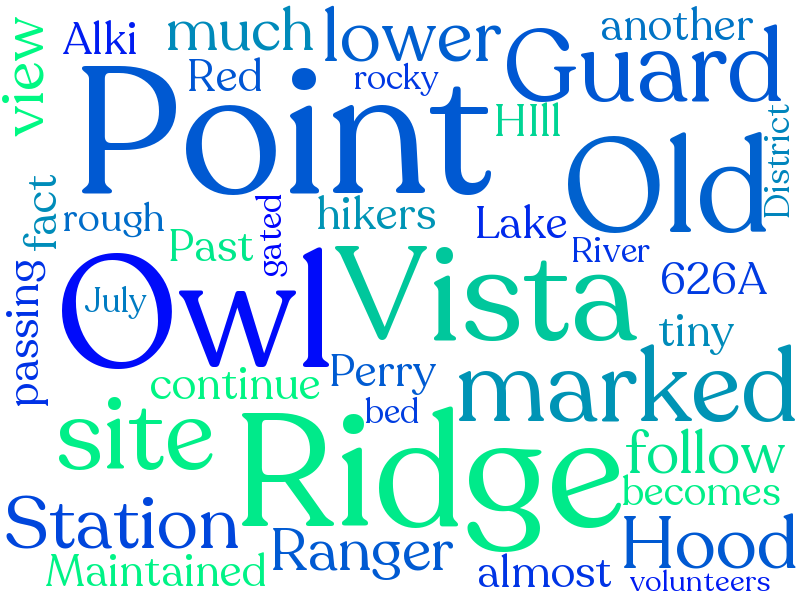 view
Alki
much
lower
another
Guard
Red
rocky
Point
HIll
Old
District
fact
rough
gated
hikers
Lake
River
Past
passing
Owl
July
Vista
626A
tiny
continue
Perry
bed
marked
site
Ridge
follow
becomes
Station
Ranger
Hood
Maintained
almost
volunteers